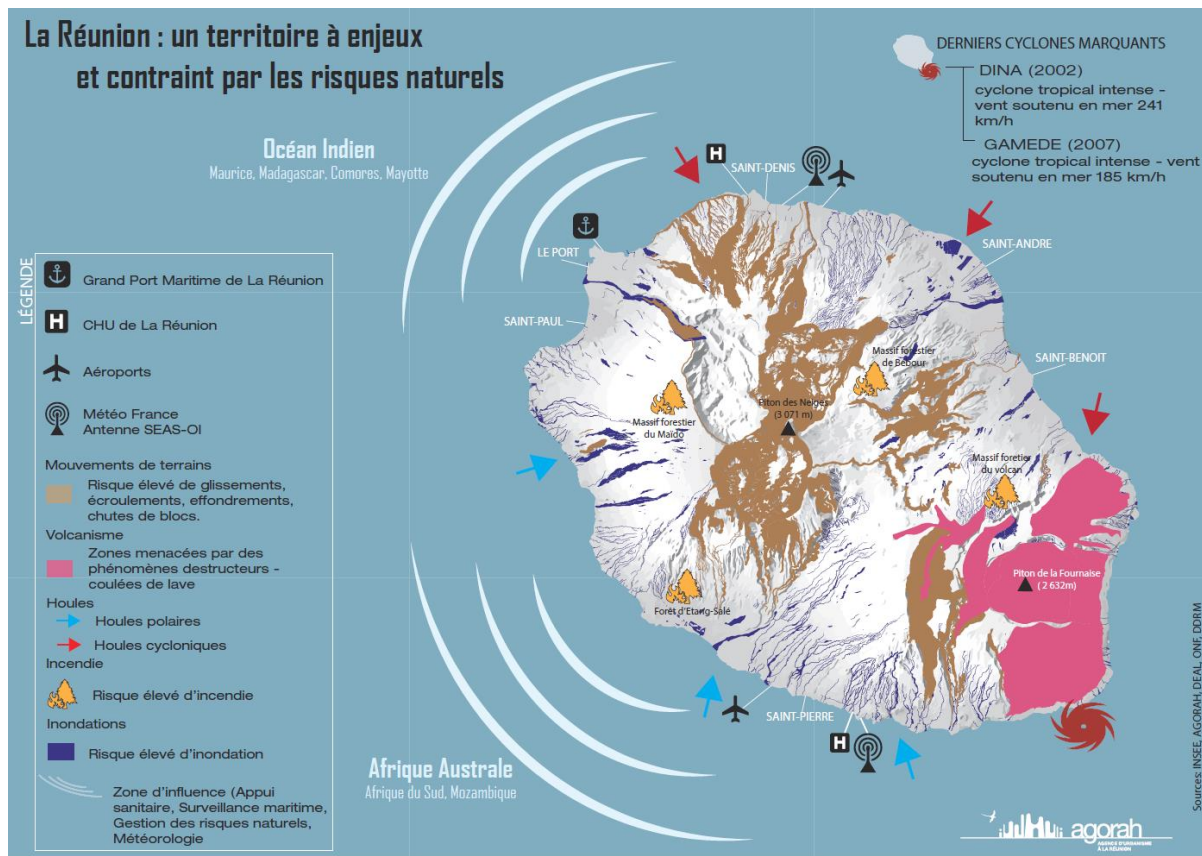 La Réunion : un territoire à enjeux
et contraint par les risques naturels
DERNIERS CYCLONES MARQUANTS
DINA (2002)
cyclone tropical intense -
vent soutenu en mer 241
km/h
GAMEDE (2007)
cyclone tropical intense - vent
soutenu en mer 185 km/h
Océan Indien
Maurice, Madagascar, Comores, Mayotte
H
SAINT-DENIS
LE PORT
SAINT-ANDRE
SAINT-PAUL
SAINT-BENOIT
Massif forestier
de Bébour
Piton des Neiges
(3 071 m)
Massif forestier
du Maïdo
Massif foretier
du volcan
Piton de la Fournaise
( 2 632m)
Forêt d'Etang-Salé
SAINT-PIERRE
H
Afrique Australe
Afrique du Sud, Mozambique
LÉGENDE
Grand Port Maritime de La Réunion
H
CHU de La Réunion
Aéroports
Météo France
Antenne SEAS-OI
Mouvements de terrains
Risque élevé de glissements,
écroulements, effondrements,
chutes de blocs.
Volcanisme
Zones menacées par des
phénomènes destructeurs -
coulées de lave
Houles
Houles polaires
Houles cycloniques
Incendie
Risque élevé d'incendie
Inondations
Risque élevé d'inondation
Zone d'influence (Appui
sanitaire, Surveillance maritime,
Gestion des risques naturels,
Météorologie
Sources: INSEE, AGORAH, DEAL, ONF, DDRM
agorah
AGENCE D'URBANISME
À LA RÉUNION